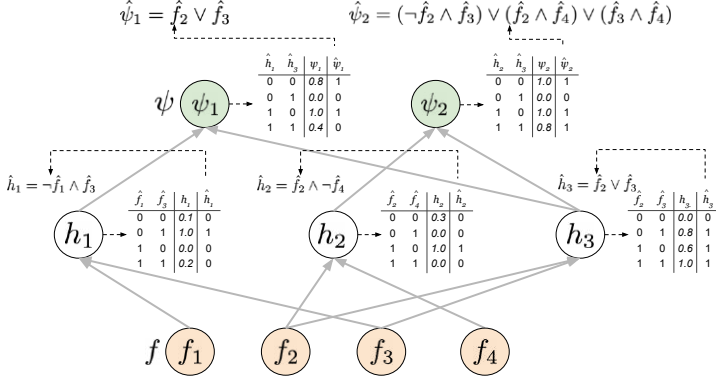 ψ̂₁ = f̂₂ ∨ f̂₃
ψ̂₂ = (¬f̂₂ ∧ f̂₃) ∨ (f̂₂ ∧ f̂₄) ∨ (f̂₃ ∧ f̂₄)
ĥ₁ ĥ₃ ψ₁ ψ̂₁
0 0 0.8 1
0 1 0.0 0
1 0 1.0 1
1 1 0.4 0
ĥ₂ ĥ₃ ψ₂ ψ̂₂
0 0 1.0 1
0 1 0.0 0
1 0 1.0 1
1 1 0.8 1
ψ ψ₁
ψ₂
ĥ₁ = ¬f̂₁ ∧ f̂₃
ĥ₂ = f̂₂ ∧ ¬f̂₄
ĥ₃ = f̂₂ ∨ f̂₃
f̂₁ f̂₃ h₁ ĥ₁
0 0 0.1 0
0 1 1.0 1
1 0 0.0 0
1 1 0.2 0
f̂₂ f̂₄ h₂ ĥ₂
0 0 0.3 0
0 1 0.0 0
1 0 1.0 1
1 1 0.0 0
f̂₂ f̂₃ h₃ ĥ₃
0 0 0.0 0
0 1 0.8 1
1 0 0.6 1
1 1 1.0 1
h₁
h₂
h₃
f f₁
f₂
f₃
f₄